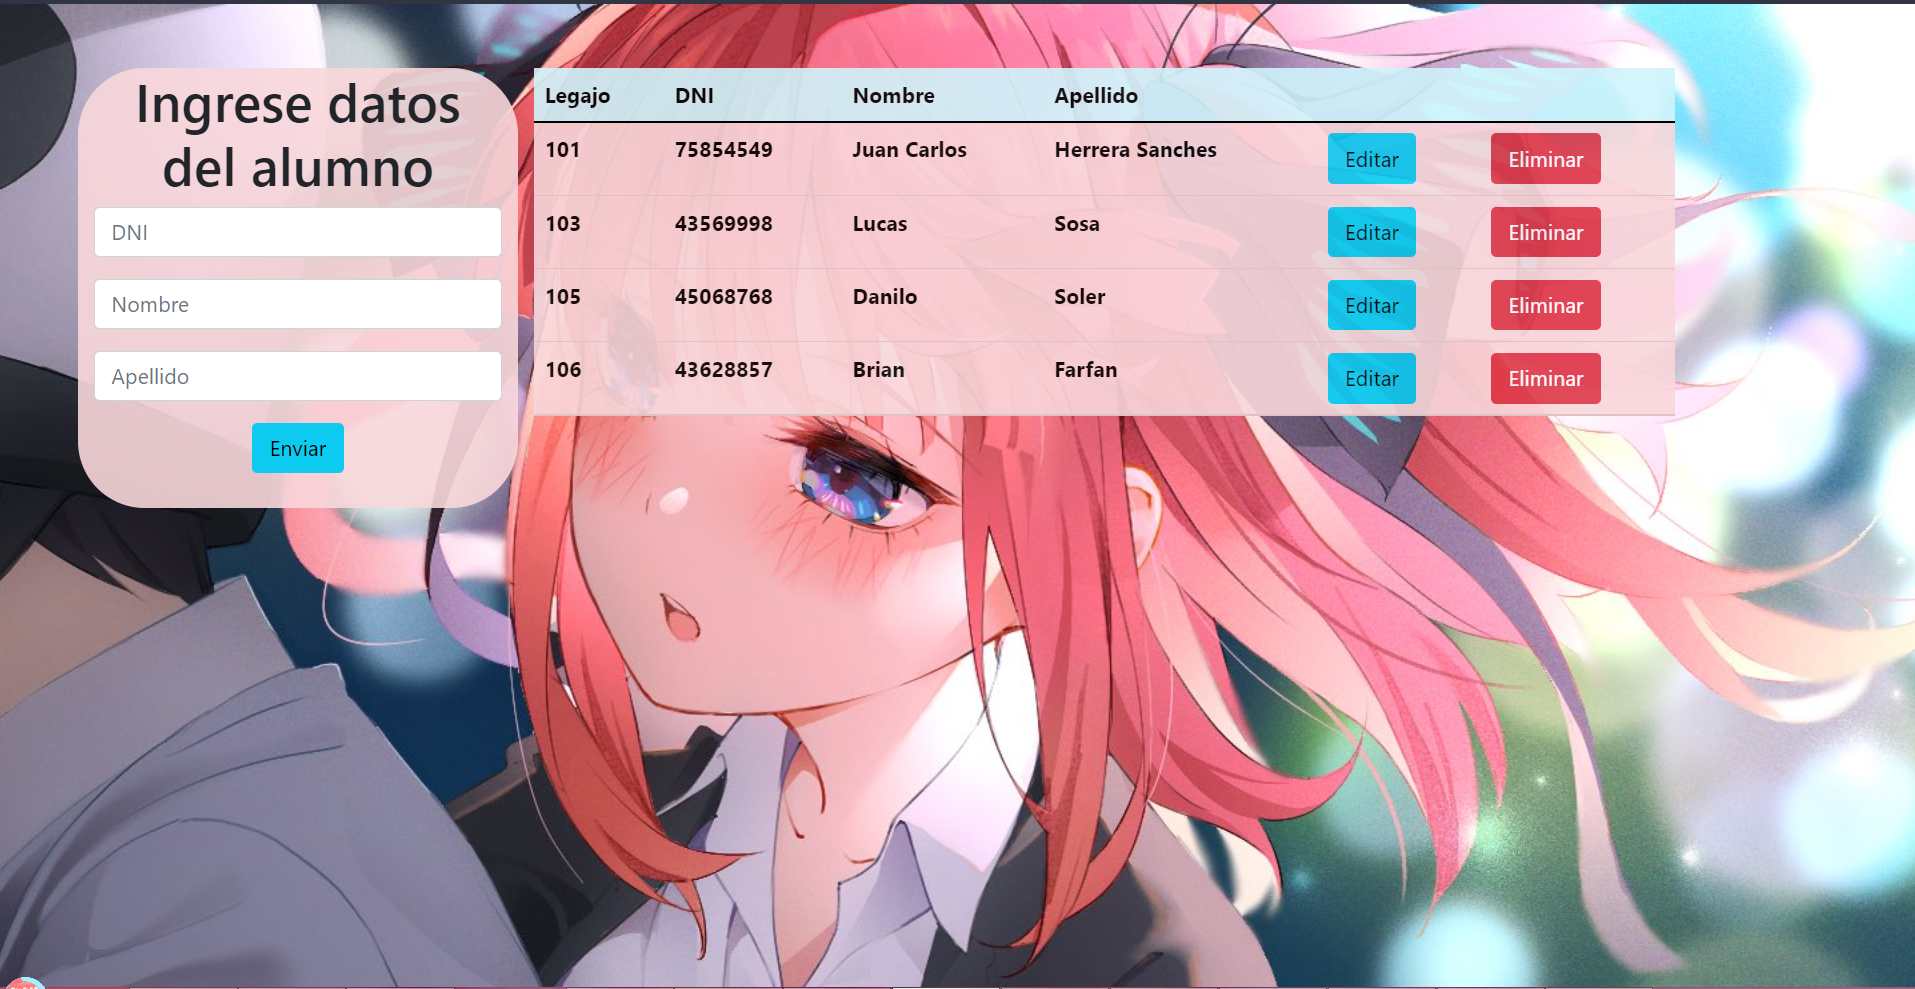 Ingrese datos
del alumno
DNI
Nombre
Apellido
Enviar
Legajo DNI Nombre Apellido
101 75854549 Juan Carlos Herrera Sanches Editar Eliminar
103 43569998 Lucas Sosa Editar Eliminar
105 45068768 Danilo Soler Editar Eliminar
106 43628857 Brian Farfan Editar Eliminar